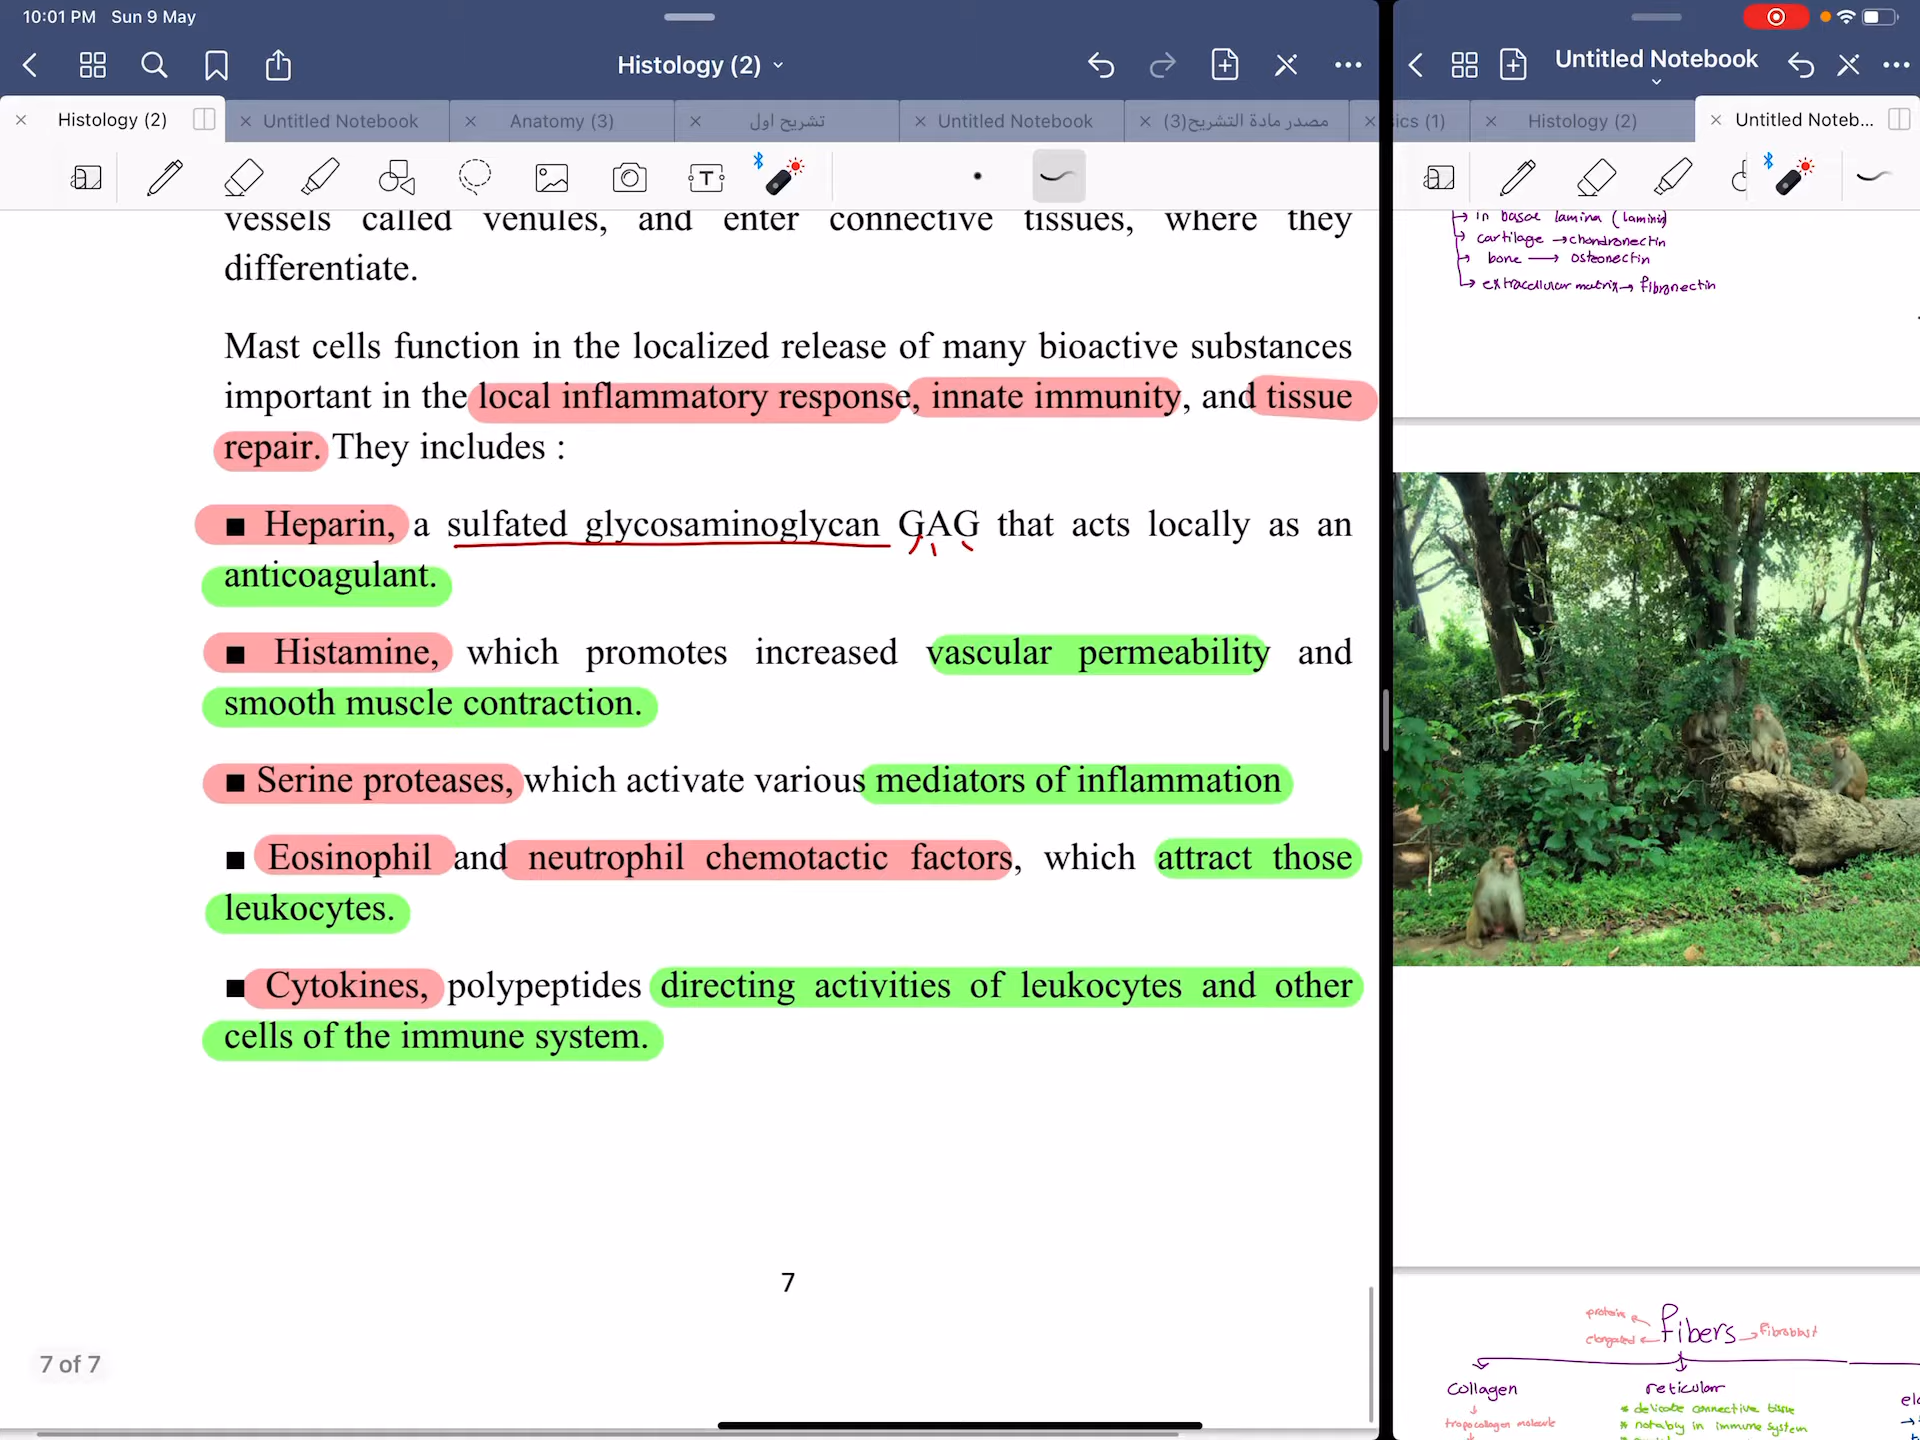 10:01 PM Sun 9 May
Histology (2)
Untitled Notebook
Histology (2)
Untitled Notebook
Anatomy (3)
تشريح اول
Untitled Notebook
مصدر مادة التشريح(3)
ics (1)
Histology (2)
Untitled Noteb...
vessels called venules, and enter connective tissues, where they
differentiate.
Mast cells function in the localized release of many bioactive substances
important in the local inflammatory response, innate immunity, and tissue
repair. They includes :
■ Heparin, a sulfated glycosaminoglycan GAG that acts locally as an
anticoagulant.
■ Histamine, which promotes increased vascular permeability and
smooth muscle contraction.
■ Serine proteases, which activate various mediators of inflammation
■ Eosinophil and neutrophil chemotactic factors, which attract those
leukocytes.
■ Cytokines, polypeptides directing activities of leukocytes and other
cells of the immune system.
7
7 of 7
in basal lamina (laminin)
cartilage → chondronectin
bone → osteonectin
extracellular matrix → fibronectin
proteins
elongated
Fibers
Fibroblast
Collagen
reticular
tropocollagen molecule
* delicate connective tissue
* notably in immune system